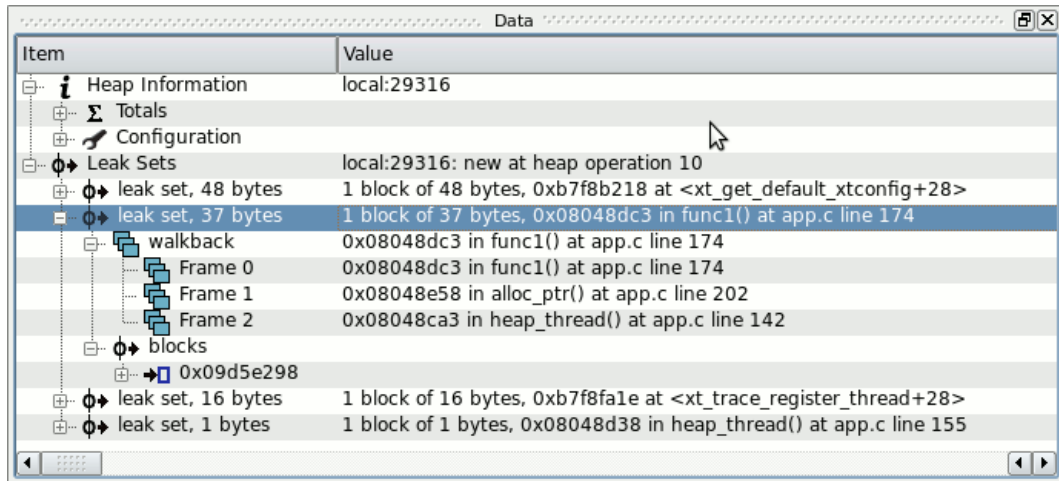 Data
Item Value
Heap Information local:29316
Totals
Configuration
Leak Sets local:29316: new at heap operation 10
leak set, 48 bytes 1 block of 48 bytes, 0xb7f8b218 at <xt_get_default_xtconfig+28>
leak set, 37 bytes 1 block of 37 bytes, 0x08048dc3 in func1() at app.c line 174
walkback 0x08048dc3 in func1() at app.c line 174
Frame 0 0x08048dc3 in func1() at app.c line 174
Frame 1 0x08048e58 in alloc_ptr() at app.c line 202
Frame 2 0x08048ca3 in heap_thread() at app.c line 142
blocks
0x09d5e298
leak set, 16 bytes 1 block of 16 bytes, 0xb7f8fa1e at <xt_trace_register_thread+28>
leak set, 1 bytes 1 block of 1 bytes, 0x08048d38 in heap_thread() at app.c line 155